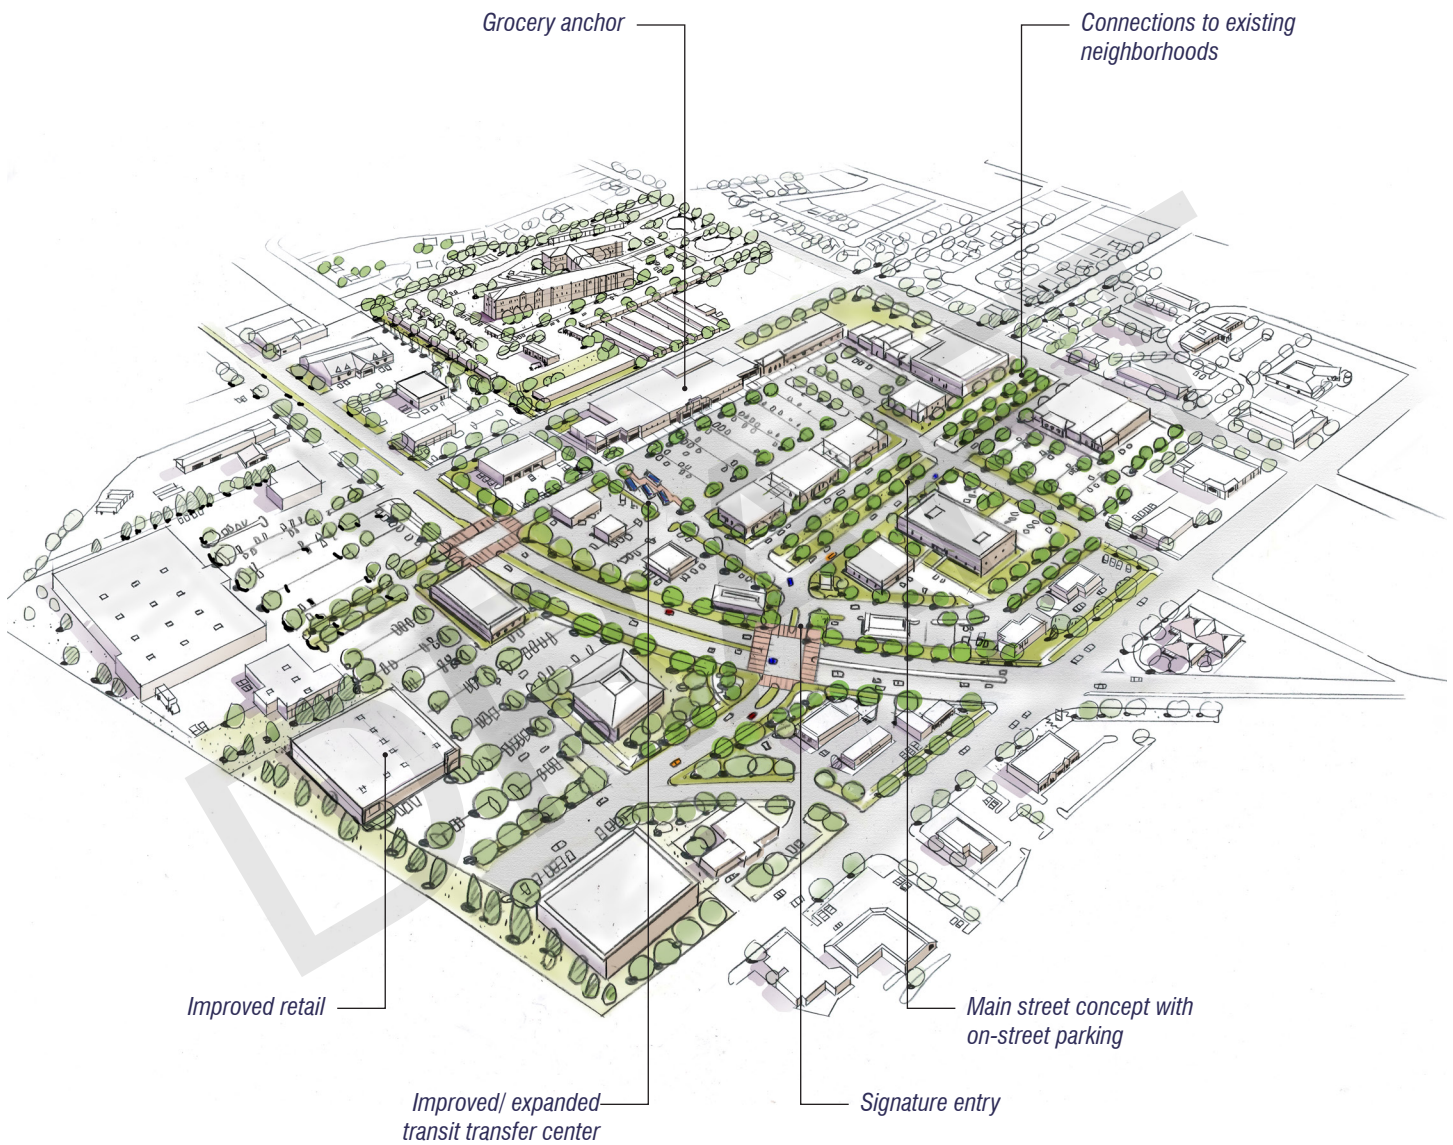 Grocery anchor
Connections to existing
neighborhoods
DRAFT
Improved retail
Main street concept with
on-street parking
Improved/ expanded
transit transfer center
Signature entry